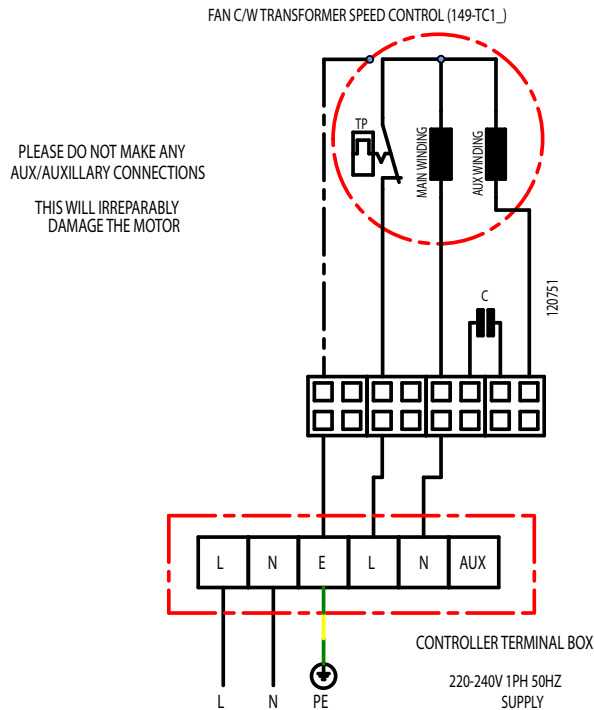 FAN C/W TRANSFORMER SPEED CONTROL (149-TC1_)
PLEASE DO NOT MAKE ANY
AUX/AUXILLARY CONNECTIONS
THIS WILL IRREPARABLY
DAMAGE THE MOTOR
TP
MAIN WINDING
AUX WINDING
C
120751
L N E L N AUX
CONTROLLER TERMINAL BOX
220-240V 1PH 50HZ
SUPPLY
L N PE